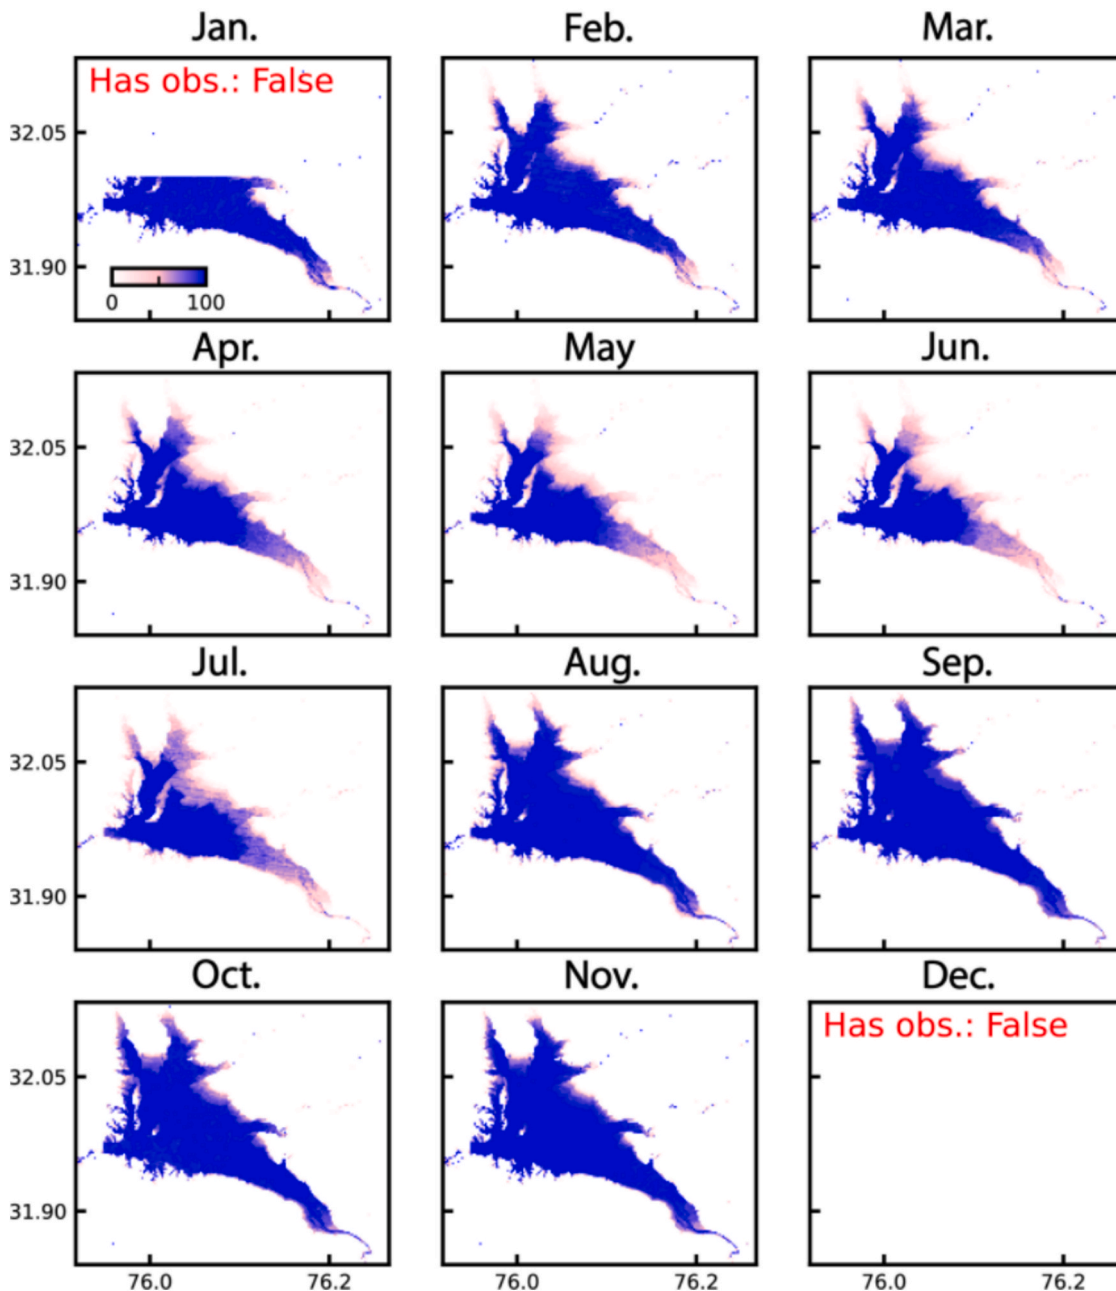 Jan.
Feb.
Mar.
Has obs.: False
32.05
31.90
0
100
Apr.
May
Jun.
32.05
31.90
Jul.
Aug.
Sep.
32.05
31.90
Oct.
Nov.
Dec.
Has obs.: False
32.05
31.90
76.0
76.2
76.0
76.2
76.0
76.2